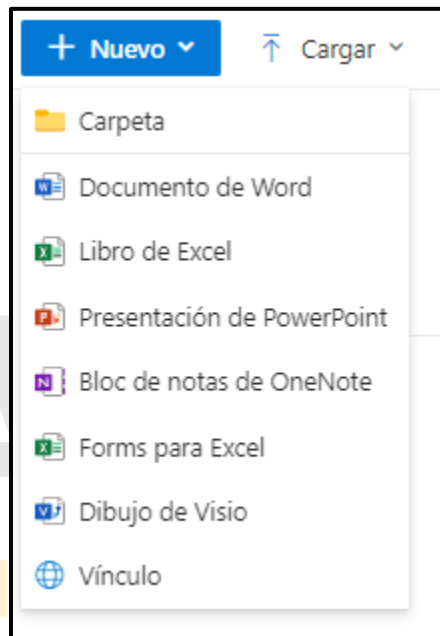 + Nuevo Cargar
Carpeta
Documento de Word
Libro de Excel
Presentación de PowerPoint
Bloc de notas de OneNote
Forms para Excel
Dibujo de Visio
Vínculo